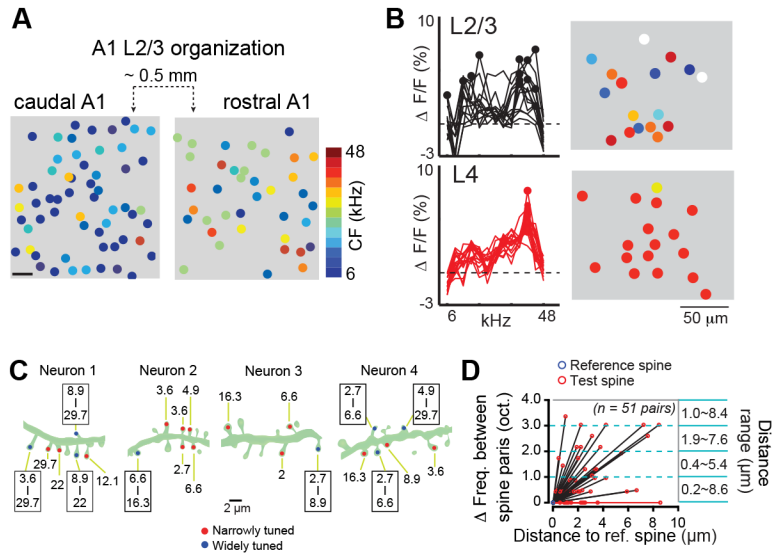 A
A1 L2/3 organization
~ 0.5 mm
caudal A1
rostral A1
48
CF (kHz)
6
B
10
L2/3
Δ F/F (%)
-3
10
L4
Δ F/F (%)
-3
6
kHz
48
50 μm
C
Neuron 1
Neuron 2
Neuron 3
Neuron 4
8.9
29.7
3.6
29.7
29.7
22
8.9
22
12.1
3.6
3.6
4.9
6.6
16.3
2.7
6.6
16.3
6.6
2
2.7
8.9
2.7
6.6
4.9
29.7
16.3
2.7
6.6
8.9
3.6
2 μm
Narrowly tuned
Widely tuned
D
Reference spine
Test spine
(n = 51 pairs)
Δ Freq. between
spine paris (oct.)
4.0
3.0
2.0
1.0
0
1.0~8.4
1.9~7.6
0.4~5.4
0.2~8.6
Distance
range (μm)
0 2 4 6 8 10
Distance to ref. spine (μm)